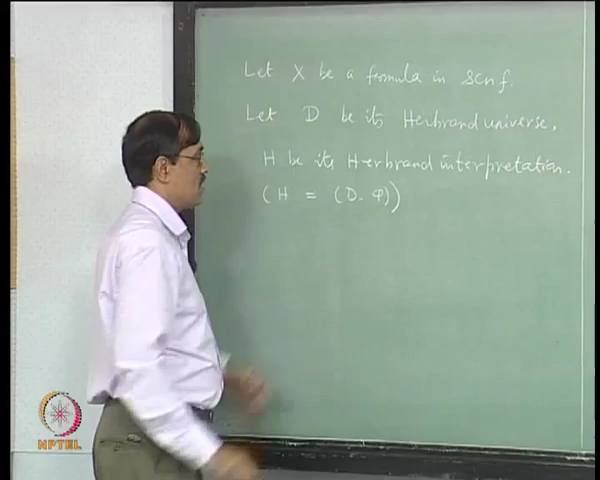 Let X be a formula in scnf.
Let D be its Herbrand universe,
H be its Herbrand interpretation.
(H = (D, φ))
NPTEL